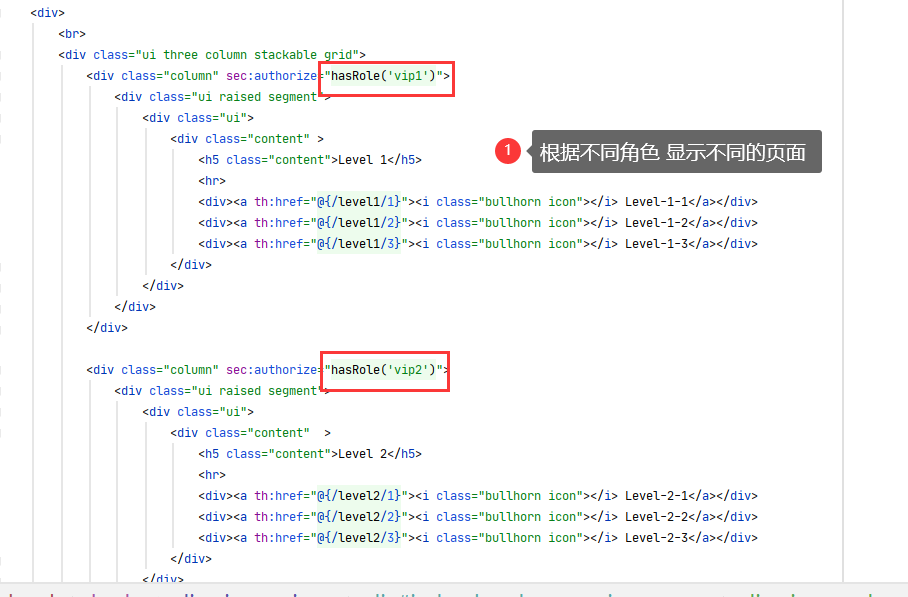 <div>
<br>
<div class="ui three column stackable grid">
<div class="column" sec:authorize="hasRole('vip1')">
<div class="ui raised segment">
<div class="ui">
<div class="content" >
1 根据不同角色 显示不同的页面
<h5 class="content">Level 1</h5>
<hr>
<div><a th:href="@{/level1/1}"><i class="bullhorn icon"></i> Level-1-1</a></div>
<div><a th:href="@{/level1/2}"><i class="bullhorn icon"></i> Level-1-2</a></div>
<div><a th:href="@{/level1/3}"><i class="bullhorn icon"></i> Level-1-3</a></div>
</div>
</div>
</div>
</div>
<div class="column" sec:authorize="hasRole('vip2')">
<div class="ui raised segment">
<div class="ui">
<div class="content"  >
<h5 class="content">Level 2</h5>
<hr>
<div><a th:href="@{/level2/1}"><i class="bullhorn icon"></i> Level-2-1</a></div>
<div><a th:href="@{/level2/2}"><i class="bullhorn icon"></i> Level-2-2</a></div>
<div><a th:href="@{/level2/3}"><i class="bullhorn icon"></i> Level-2-3</a></div>
</div>
</div>